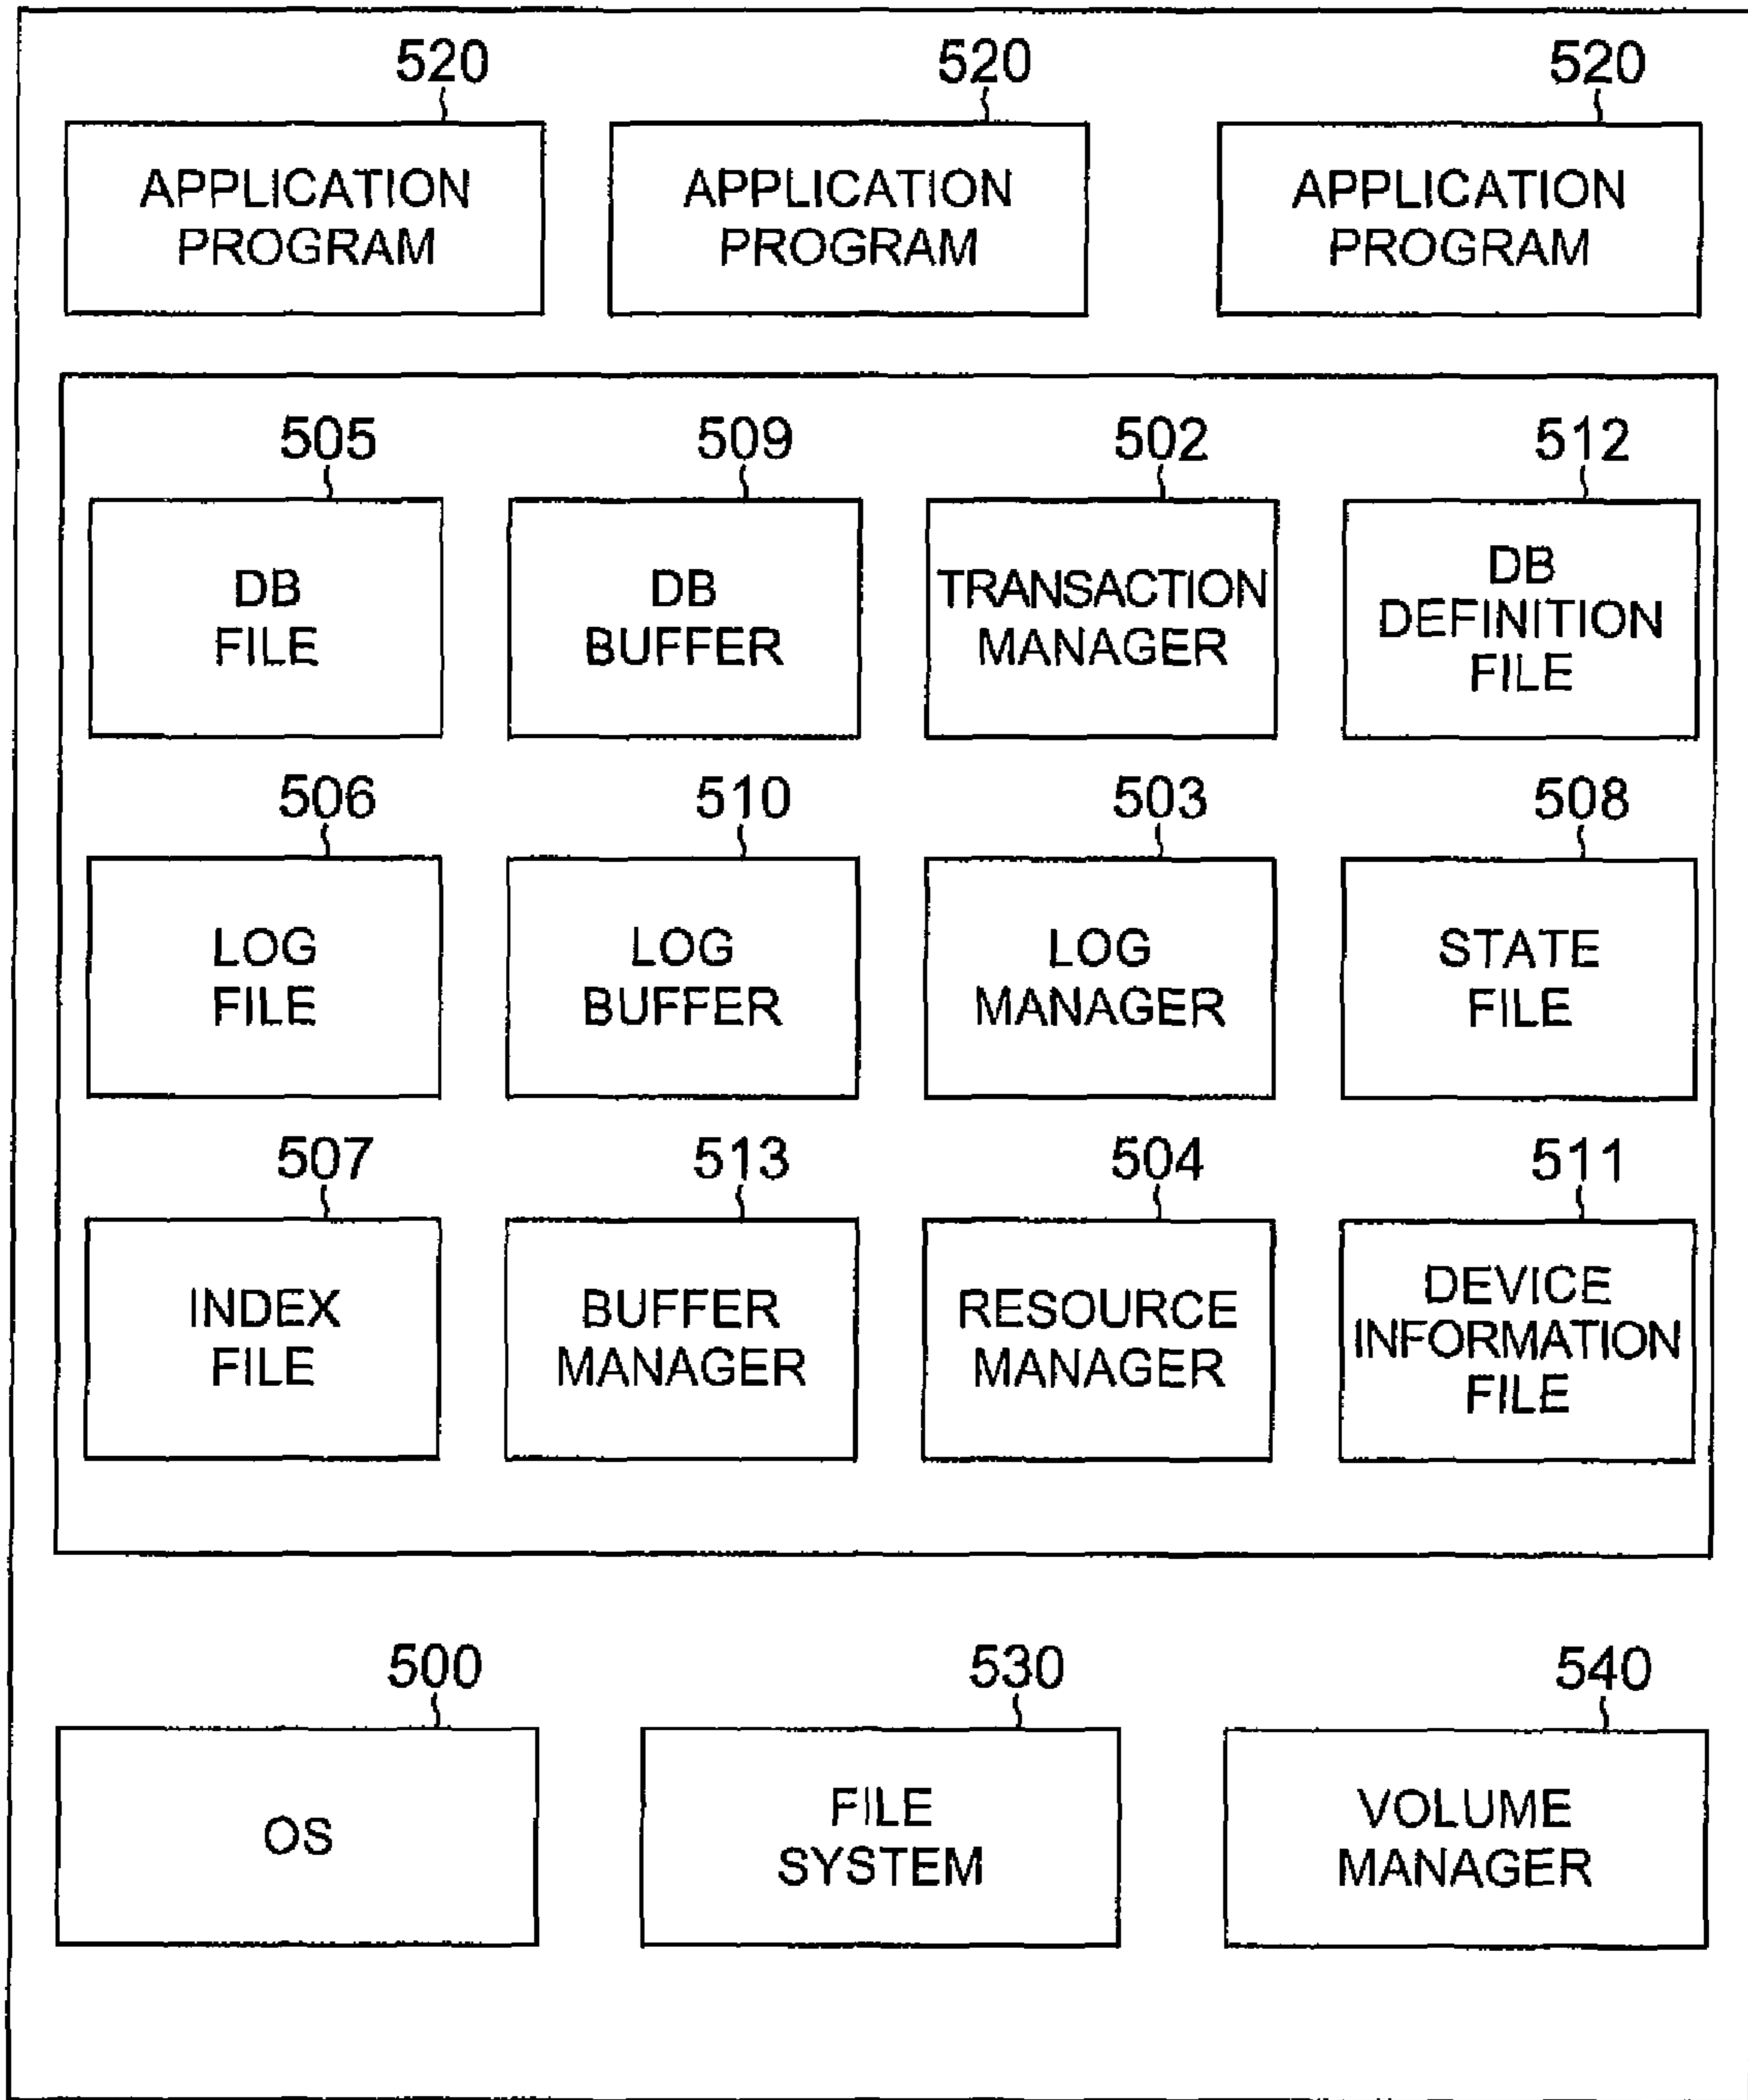 520 520 520
APPLICATION PROGRAM
APPLICATION PROGRAM
APPLICATION PROGRAM
505 509 502 512
DB
FILE
DB
BUFFER
TRANSACTION
MANAGER
DB
DEFINITION
FILE
506 510 503 508
LOG
FILE
LOG
BUFFER
LOG
MANAGER
STATE
FILE
507 513 504 511
INDEX
FILE
BUFFER
MANAGER
RESOURCE
MANAGER
DEVICE
INFORMATION
FILE
500 530 540
OS
FILE
SYSTEM
VOLUME
MANAGER